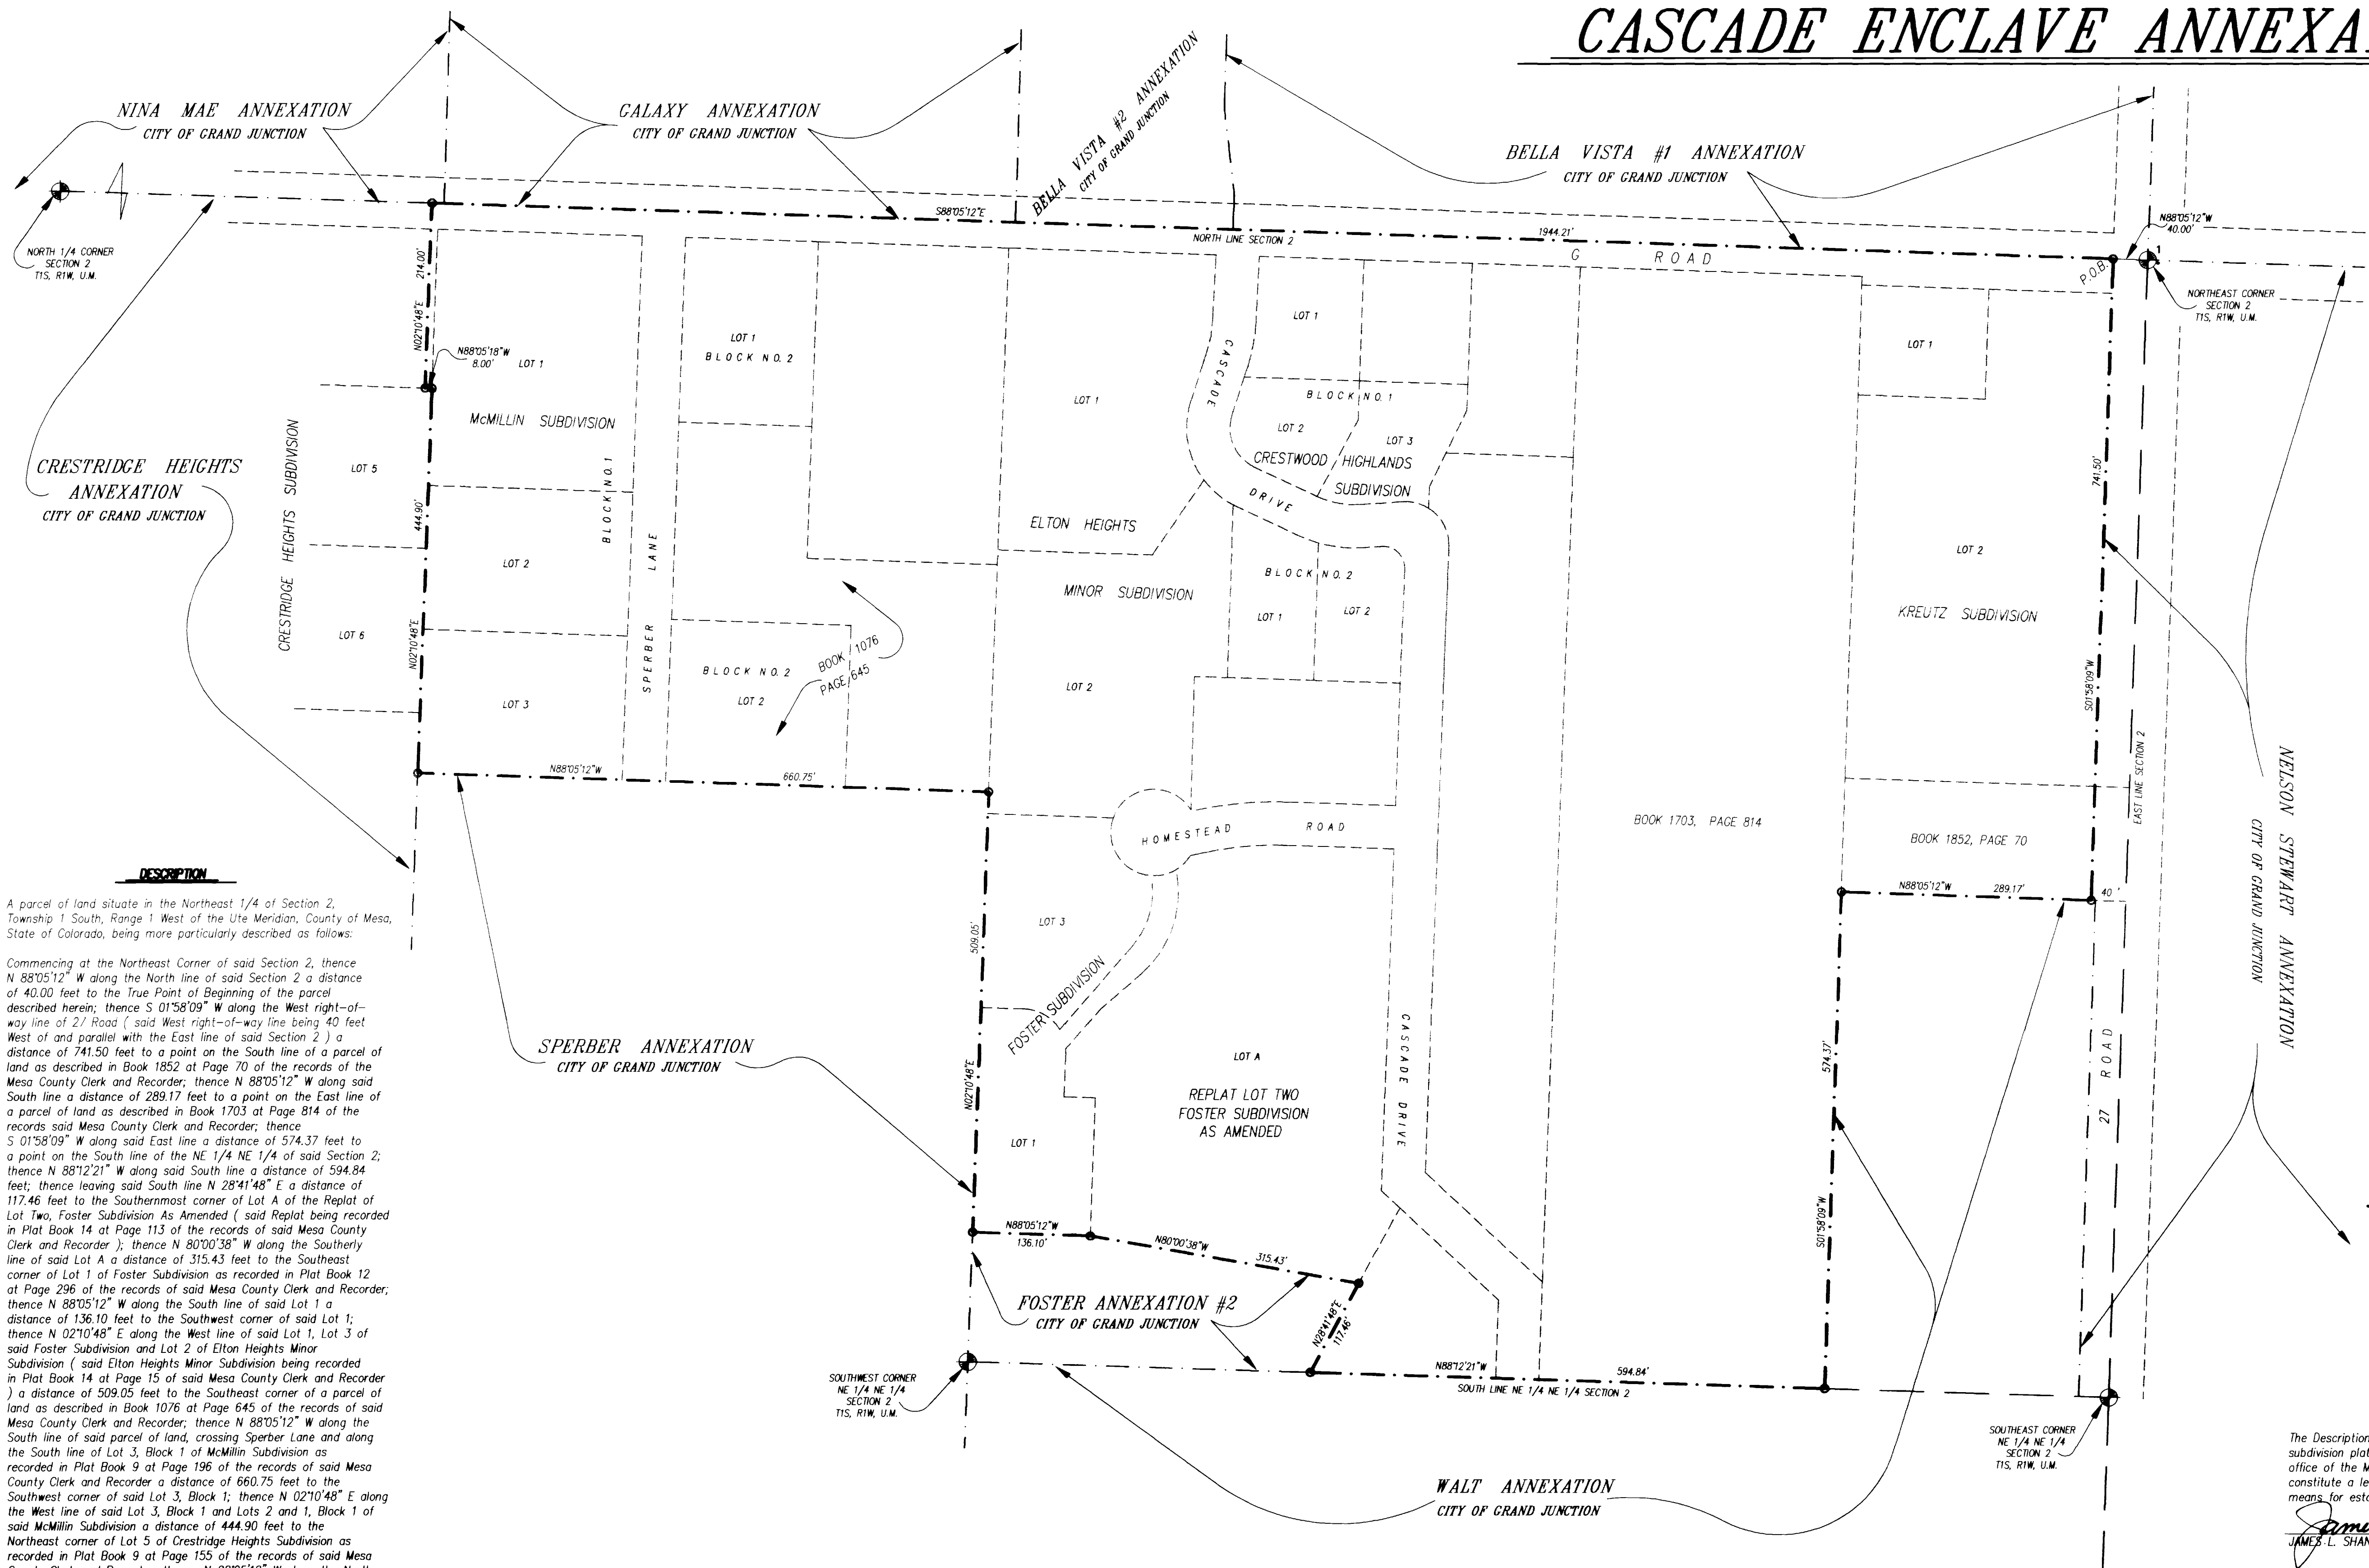 CASCADE ENCLAVE ANNEXA
NINA MAE ANNEXATION
CITY OF GRAND JUNCTION
GALAXY ANNEXATION
CITY OF GRAND JUNCTION
BELLA VISTA #2 ANNEXATION
CITY OF GRAND JUNCTION
BELLA VISTA #1 ANNEXATION
CITY OF GRAND JUNCTION
NORTH 1/4 CORNER
SECTION 2
T1S, R1W, U.M.
S88°05'12"E
NORTH LINE SECTION 2
1944.21'
G ROAD
P.O.B.
N88°05'12"W
40.00'
1
NORTHEAST CORNER
SECTION 2
T1S, R1W, U.M.
214.00'
N02°10'48"E
N88°05'18"W
8.00'
LOT 1
McMILLIN SUBDIVISION
CRESTRIDGE HEIGHTS
ANNEXATION
CITY OF GRAND JUNCTION
CRESTRIDGE HEIGHTS SUBDIVISION
LOT 5
LOT 6
444.90'
N02°10'48"E
BLOCK NO.1
LOT 2
LOT 3
SPERBER LANE
LOT 1
BLOCK NO. 2
BLOCK NO. 2
LOT 2
BOOK 1076
PAGE 645
N88°05'12"W
660.75'
LOT 1
ELTON HEIGHTS
MINOR SUBDIVISION
LOT 2
CASCADE
DRIVE
LOT 1
BLOCK NO. 1
LOT 2
LOT 3
CRESTWOOD HIGHLANDS
SUBDIVISION
BLOCK NO. 2
LOT 1
LOT 2
LOT 1
LOT 2
KREUTZ SUBDIVISION
741.50'
S01°58'09"W
EAST LINE SECTION 2
HOMESTEAD ROAD
BOOK 1703, PAGE 814
BOOK 1852, PAGE 70
N88°05'12"W
289.17'
40'
NELSON STEWART ANNEXATION
CITY OF GRAND JUNCTION
LOT 3
509.05'
N02°10'48"E
FOSTER SUBDIVISION
LOT 1
LOT A
REPLAT LOT TWO
FOSTER SUBDIVISION
AS AMENDED
CASCADE DRIVE
574.37'
S01°58'09"W
27 ROAD
SPERBER ANNEXATION
CITY OF GRAND JUNCTION
N88°05'12"W
136.10'
N80°00'38"W
315.43'
FOSTER ANNEXATION #2
CITY OF GRAND JUNCTION
N28°41'48"E
117.46'
N88°12'21"W
594.84'
SOUTH LINE NE 1/4 NE 1/4 SECTION 2
SOUTHWEST CORNER
NE 1/4 NE 1/4
SECTION 2
T1S, R1W, U.M.
SOUTHEAST CORNER
NE 1/4 NE 1/4
SECTION 2
T1S, R1W, U.M.
WALT ANNEXATION
CITY OF GRAND JUNCTION
DESCRIPTION
A parcel of land situate in the Northeast 1/4 of Section 2,
Township 1 South, Range 1 West of the Ute Meridian, County of Mesa,
State of Colorado, being more particularly described as follows:
Commencing at the Northeast Corner of said Section 2, thence
N 88°05'12" W along the North line of said Section 2 a distance
of 40.00 feet to the True Point of Beginning of the parcel
described herein; thence S 01°58'09" W along the West right-of-
way line of 27 Road ( said West right-of-way line being 40 feet
West of and parallel with the East line of said Section 2 ) a
distance of 741.50 feet to a point on the South line of a parcel of
land as described in Book 1852 at Page 70 of the records of the
Mesa County Clerk and Recorder; thence N 88°05'12" W along said
South line a distance of 289.17 feet to a point on the East line of
a parcel of land as described in Book 1703 at Page 814 of the
records said Mesa County Clerk and Recorder; thence
S 01°58'09" W along said East line a distance of 574.37 feet to
a point on the South line of the NE 1/4 NE 1/4 of said Section 2;
thence N 88°12'21" W along said South line a distance of 594.84
feet; thence leaving said South line N 28°41'48" E a distance of
117.46 feet to the Southernmost corner of Lot A of the Replat of
Lot Two, Foster Subdivision As Amended ( said Replat being recorded
in Plat Book 14 at Page 113 of the records of said Mesa County
Clerk and Recorder ); thence N 80°00'38" W along the Southerly
line of said Lot A a distance of 315.43 feet to the Southeast
corner of Lot 1 of Foster Subdivision as recorded in Plat Book 12
at Page 296 of the records of said Mesa County Clerk and Recorder;
thence N 88°05'12" W along the South line of said Lot 1 a
distance of 136.10 feet to the Southwest corner of said Lot 1;
thence N 02°10'48" E along the West line of said Lot 1, Lot 3 of
said Foster Subdivision and Lot 2 of Elton Heights Minor
Subdivision ( said Elton Heights Minor Subdivision being recorded
in Plat Book 14 at Page 15 of said Mesa County Clerk and Recorder
) a distance of 509.05 feet to the Southeast corner of a parcel of
land as described in Book 1076 at Page 645 of the records of said
Mesa County Clerk and Recorder; thence N 88°05'12" W along the
South line of said parcel of land, crossing Sperber Lane and along
the South line of Lot 3, Block 1 of McMillin Subdivision as
recorded in Plat Book 9 at Page 196 of the records of said Mesa
County Clerk and Recorder a distance of 660.75 feet to the
Southwest corner of said Lot 3, Block 1; thence N 02°10'48" E along
the West line of said Lot 3, Block 1 and Lots 2 and 1, Block 1 of
said McMillin Subdivision a distance of 444.90 feet to the
Northeast corner of Lot 5 of Crestridge Heights Subdivision as
recorded in Plat Book 9 at Page 155 of the records of said Mesa
The Description
subdivision plat
office of the M
constitute a le
means for esta
JAMES L. SHAN